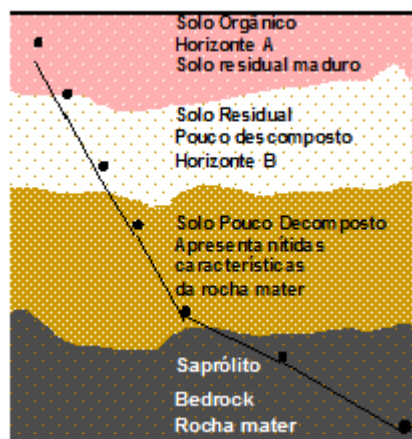 Solo Orgânico
Horizonte A
Solo residual maduro
Solo Residual
Pouco descomposto
Horizonte B
Solo Pouco Decomposto
Apresenta nítidas
características
da rocha mater
Saprólito
Bedrock
Rocha mater